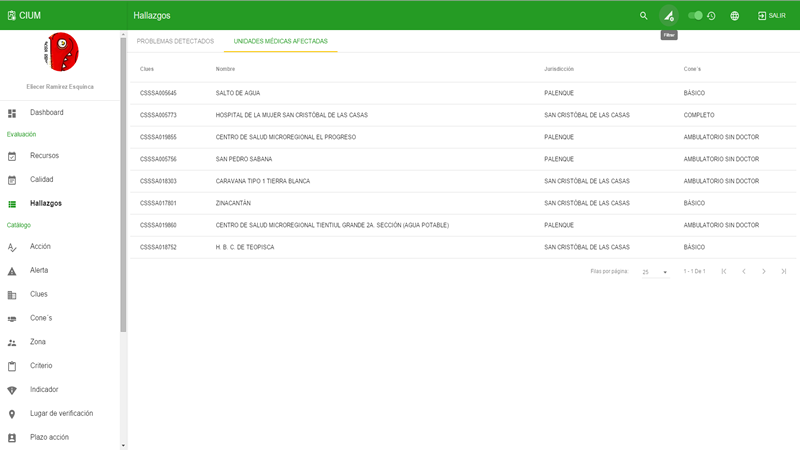 CIUM
Hallazgos
SALIR
Filtrar
Eliecer Ramírez Esquinca
Dashboard
Evaluación
Recursos
Calidad
Hallazgos
Catálogo
Acción
Alerta
Clues
Cone´s
Zona
Criterio
Indicador
Lugar de verificación
Plazo acción
PROBLEMAS DETECTADOS UNIDADES MÉDICAS AFECTADAS
Clues Nombre Jurisdicción Cone´s
CSSSA005645 SALTO DE AGUA PALENQUE BÁSICO
CSSSA005773 HOSPITAL DE LA MUJER SAN CRISTÓBAL DE LAS CASAS SAN CRISTÓBAL DE LAS CASAS COMPLETO
CSSSA019855 CENTRO DE SALUD MICROREGIONAL EL PROGRESO PALENQUE AMBULATORIO SIN DOCTOR
CSSSA005756 SAN PEDRO SABANA PALENQUE AMBULATORIO SIN DOCTOR
CSSSA018303 CARAVANA TIPO 1 TIERRA BLANCA SAN CRISTÓBAL DE LAS CASAS AMBULATORIO SIN DOCTOR
CSSSA017801 ZINACANTÁN SAN CRISTÓBAL DE LAS CASAS BÁSICO
CSSSA019860 CENTRO DE SALUD MICROREGIONAL TIENTIUL GRANDE 2A. SECCIÓN (AGUA POTABLE) PALENQUE AMBULATORIO SIN DOCTOR
CSSSA018752 H. B. C. DE TEOPISCA SAN CRISTÓBAL DE LAS CASAS BÁSICO
Filas por página: 25 1 - 1 De 1